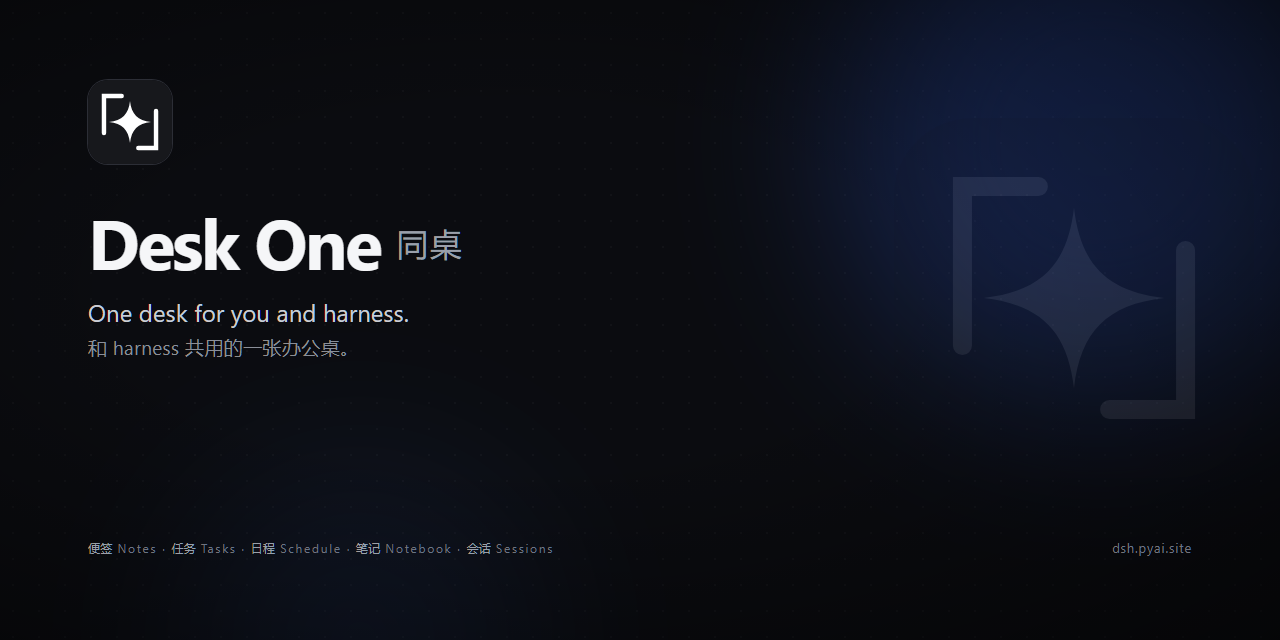 Desk One 同桌
One desk for you and harness.
和 harness 共用的一张办公桌。
便签 Notes · 任务 Tasks · 日程 Schedule · 笔记 Notebook · 会话 Sessions
dsh.pyai.site